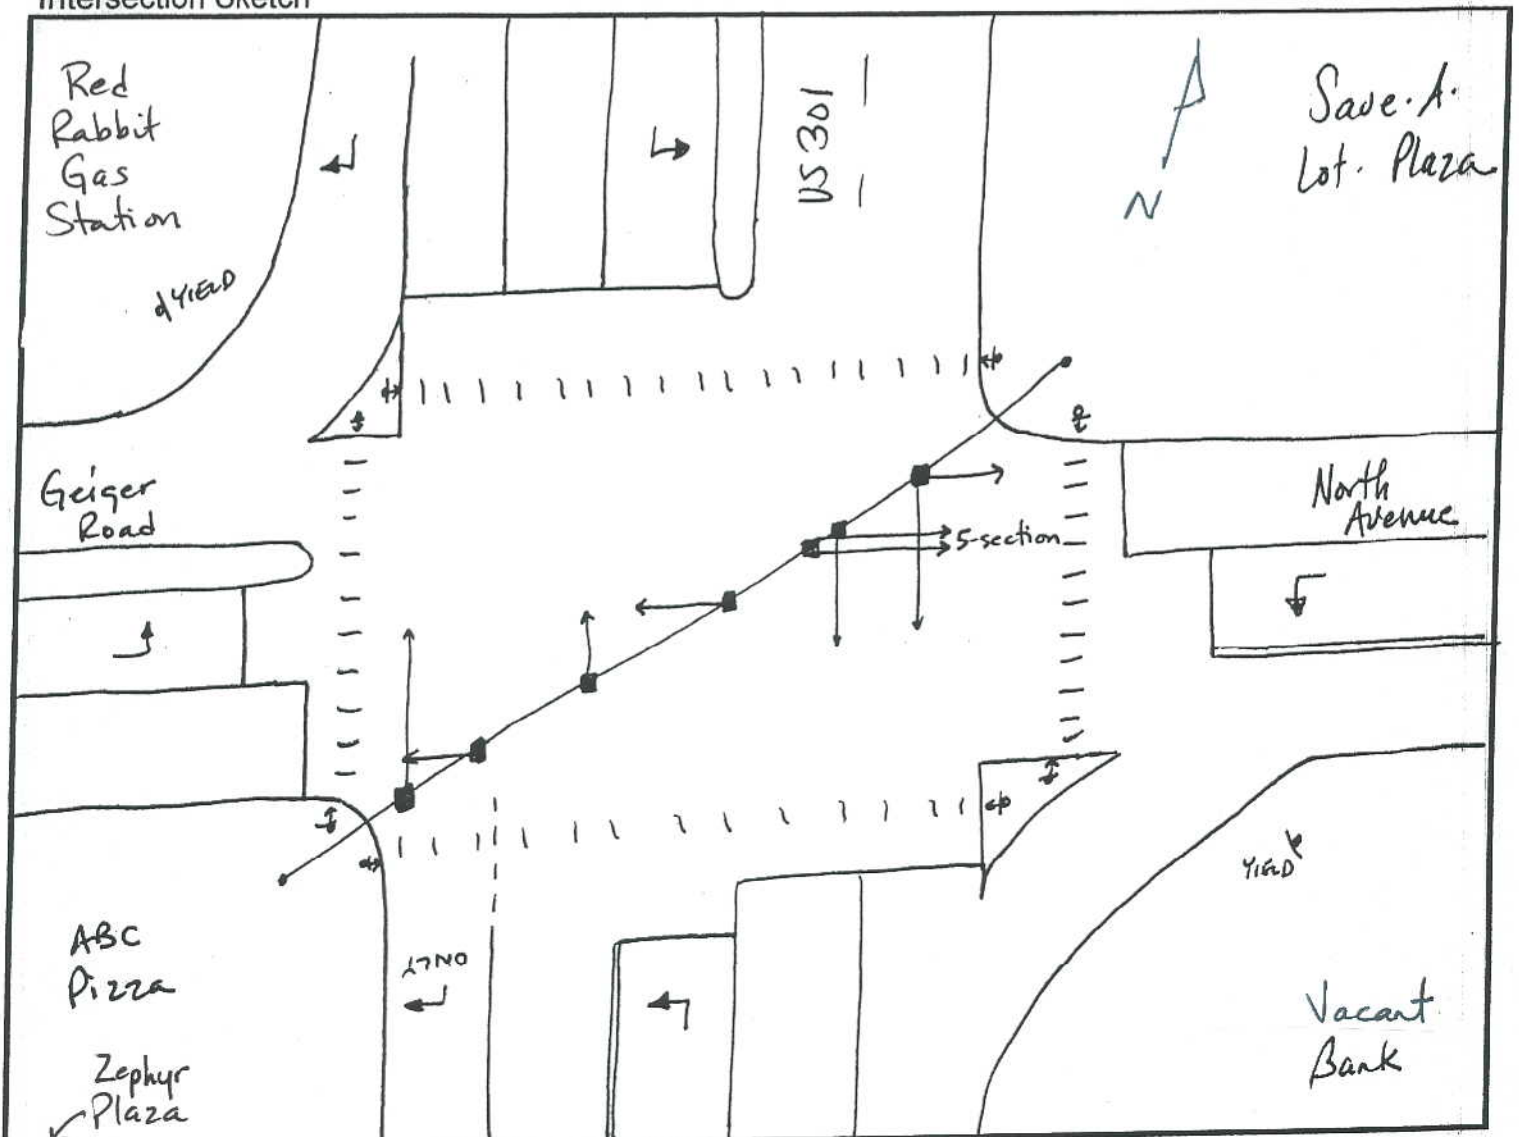 Intersection Sketch
Red
Rabbit
Gas
Station
YIELD
US 301
N
Save. A.
Lot. Plaza
Geiger
Road
North
Avenue
5-section
ONLY
ABC
Pizza
Zephyr
Plaza
YIELD
Vacant
Bank